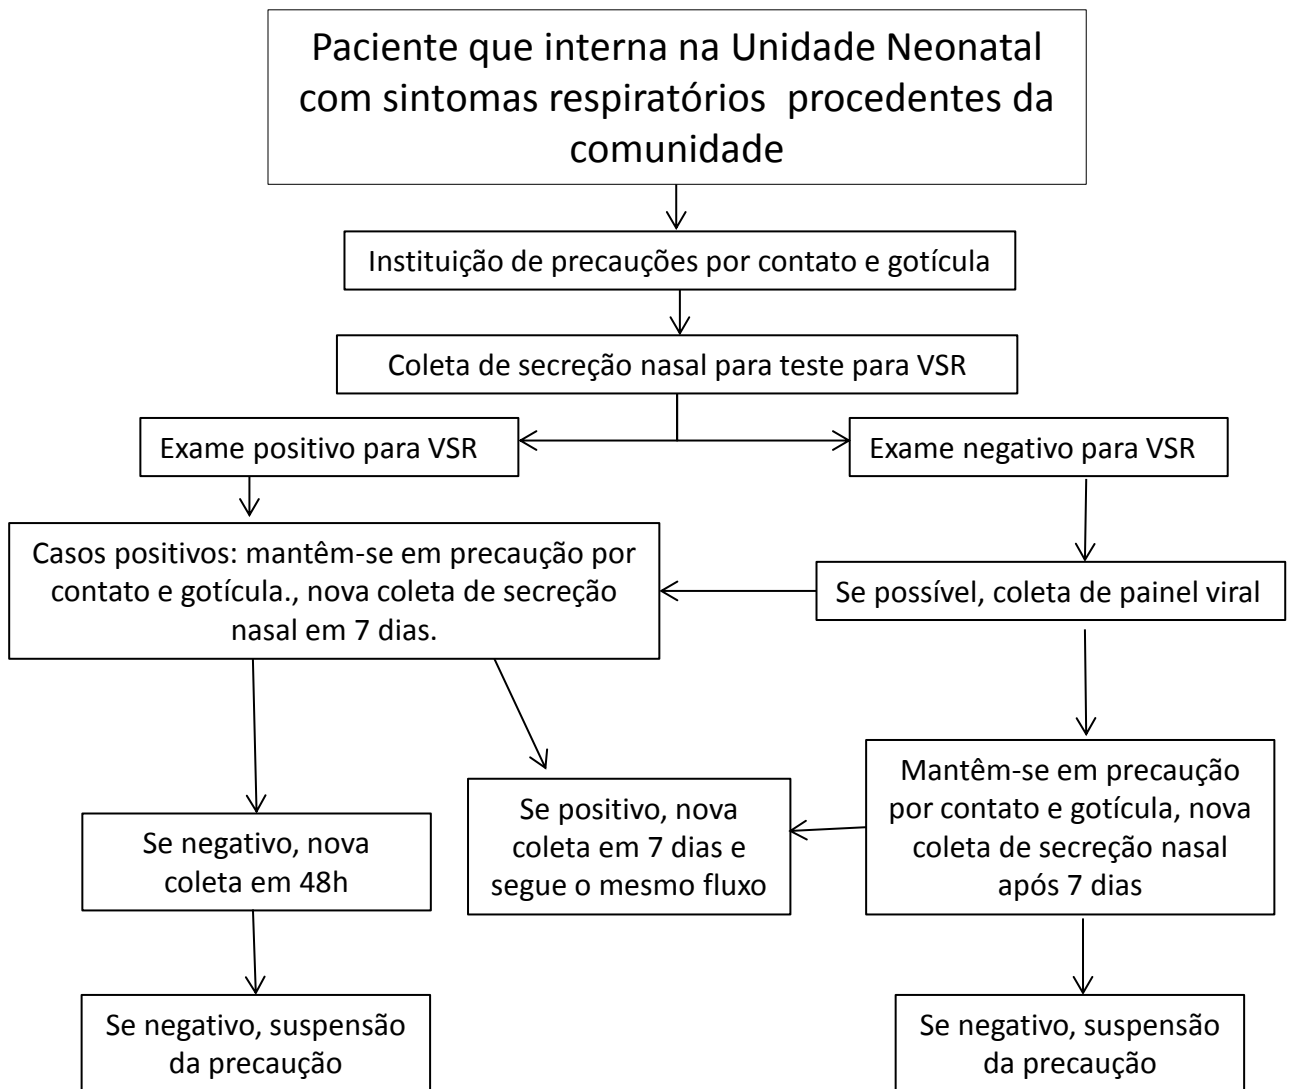 Paciente que interna na Unidade Neonatal
com sintomas respiratórios procedentes da
comunidade
Instituição de precauções por contato e gotícula
Coleta de secreção nasal para teste para VSR
Exame positivo para VSR
Exame negativo para VSR
Casos positivos: mantêm-se em precaução por
contato e gotícula., nova coleta de secreção
nasal em 7 dias.
Se possível, coleta de painel viral
Se negativo, nova
coleta em 48h
Se positivo, nova
coleta em 7 dias e
segue o mesmo fluxo
Mantêm-se em precaução
por contato e gotícula, nova
coleta de secreção nasal
após 7 dias
Se negativo, suspensão
da precaução
Se negativo, suspensão
da precaução